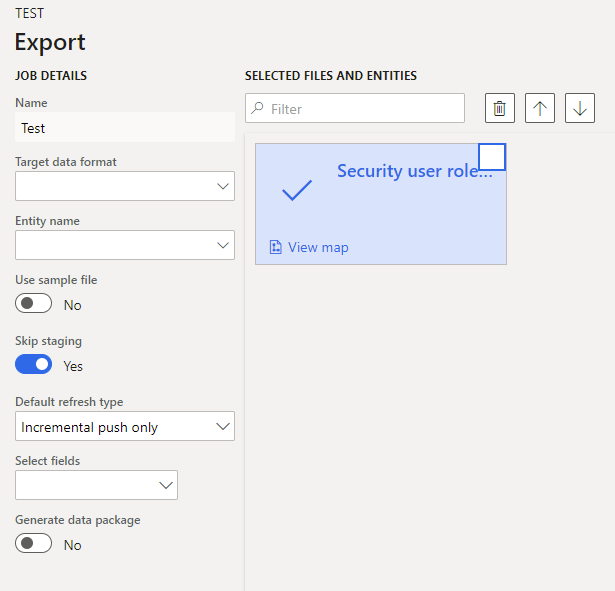 TEST
Export
JOB DETAILS
Name
Test
Target data format
Entity name
Use sample file
No
Skip staging
Yes
Default refresh type
Incremental push only
Select fields
Generate data package
No
SELECTED FILES AND ENTITIES
Filter
Security user role...
View map